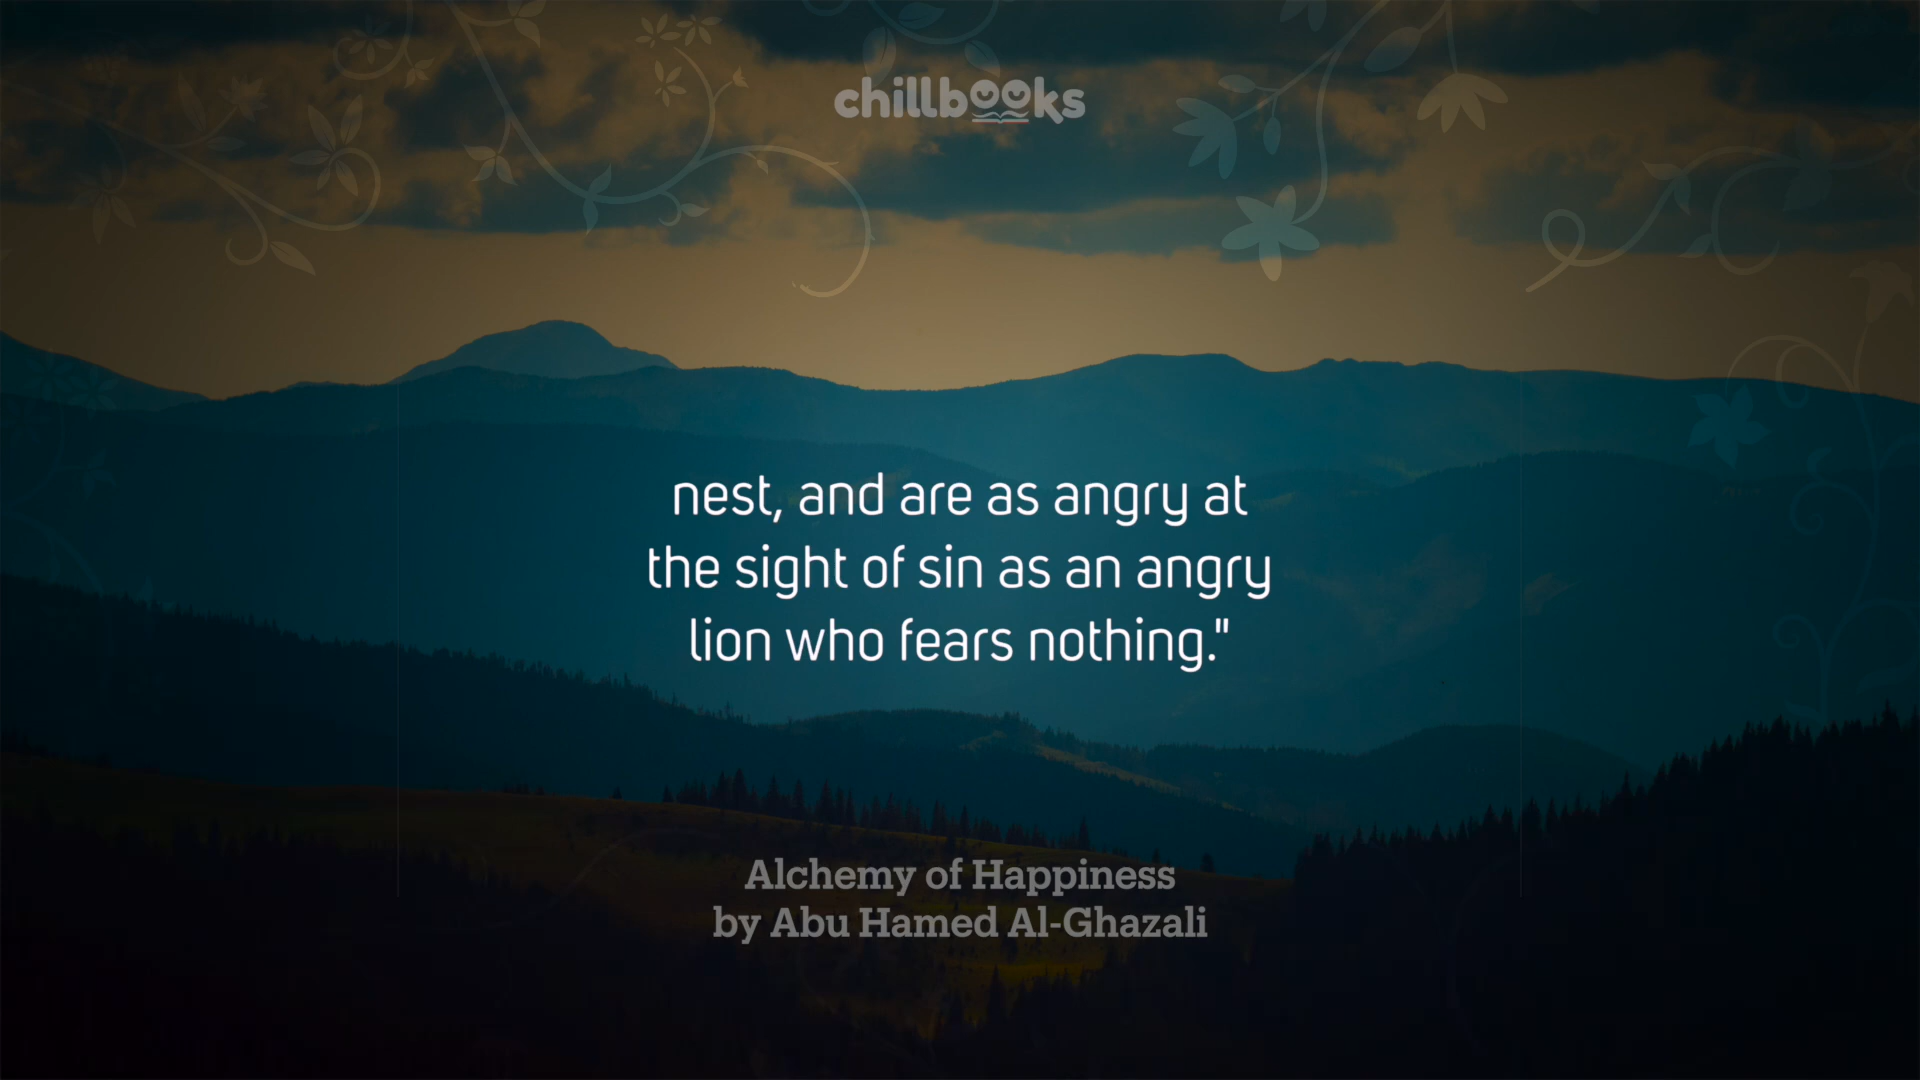 chillbooks
nest, and are as angry at
the sight of sin as an angry
lion who fears nothing."
Alchemy of Happiness
by Abu Hamed Al-Ghazali